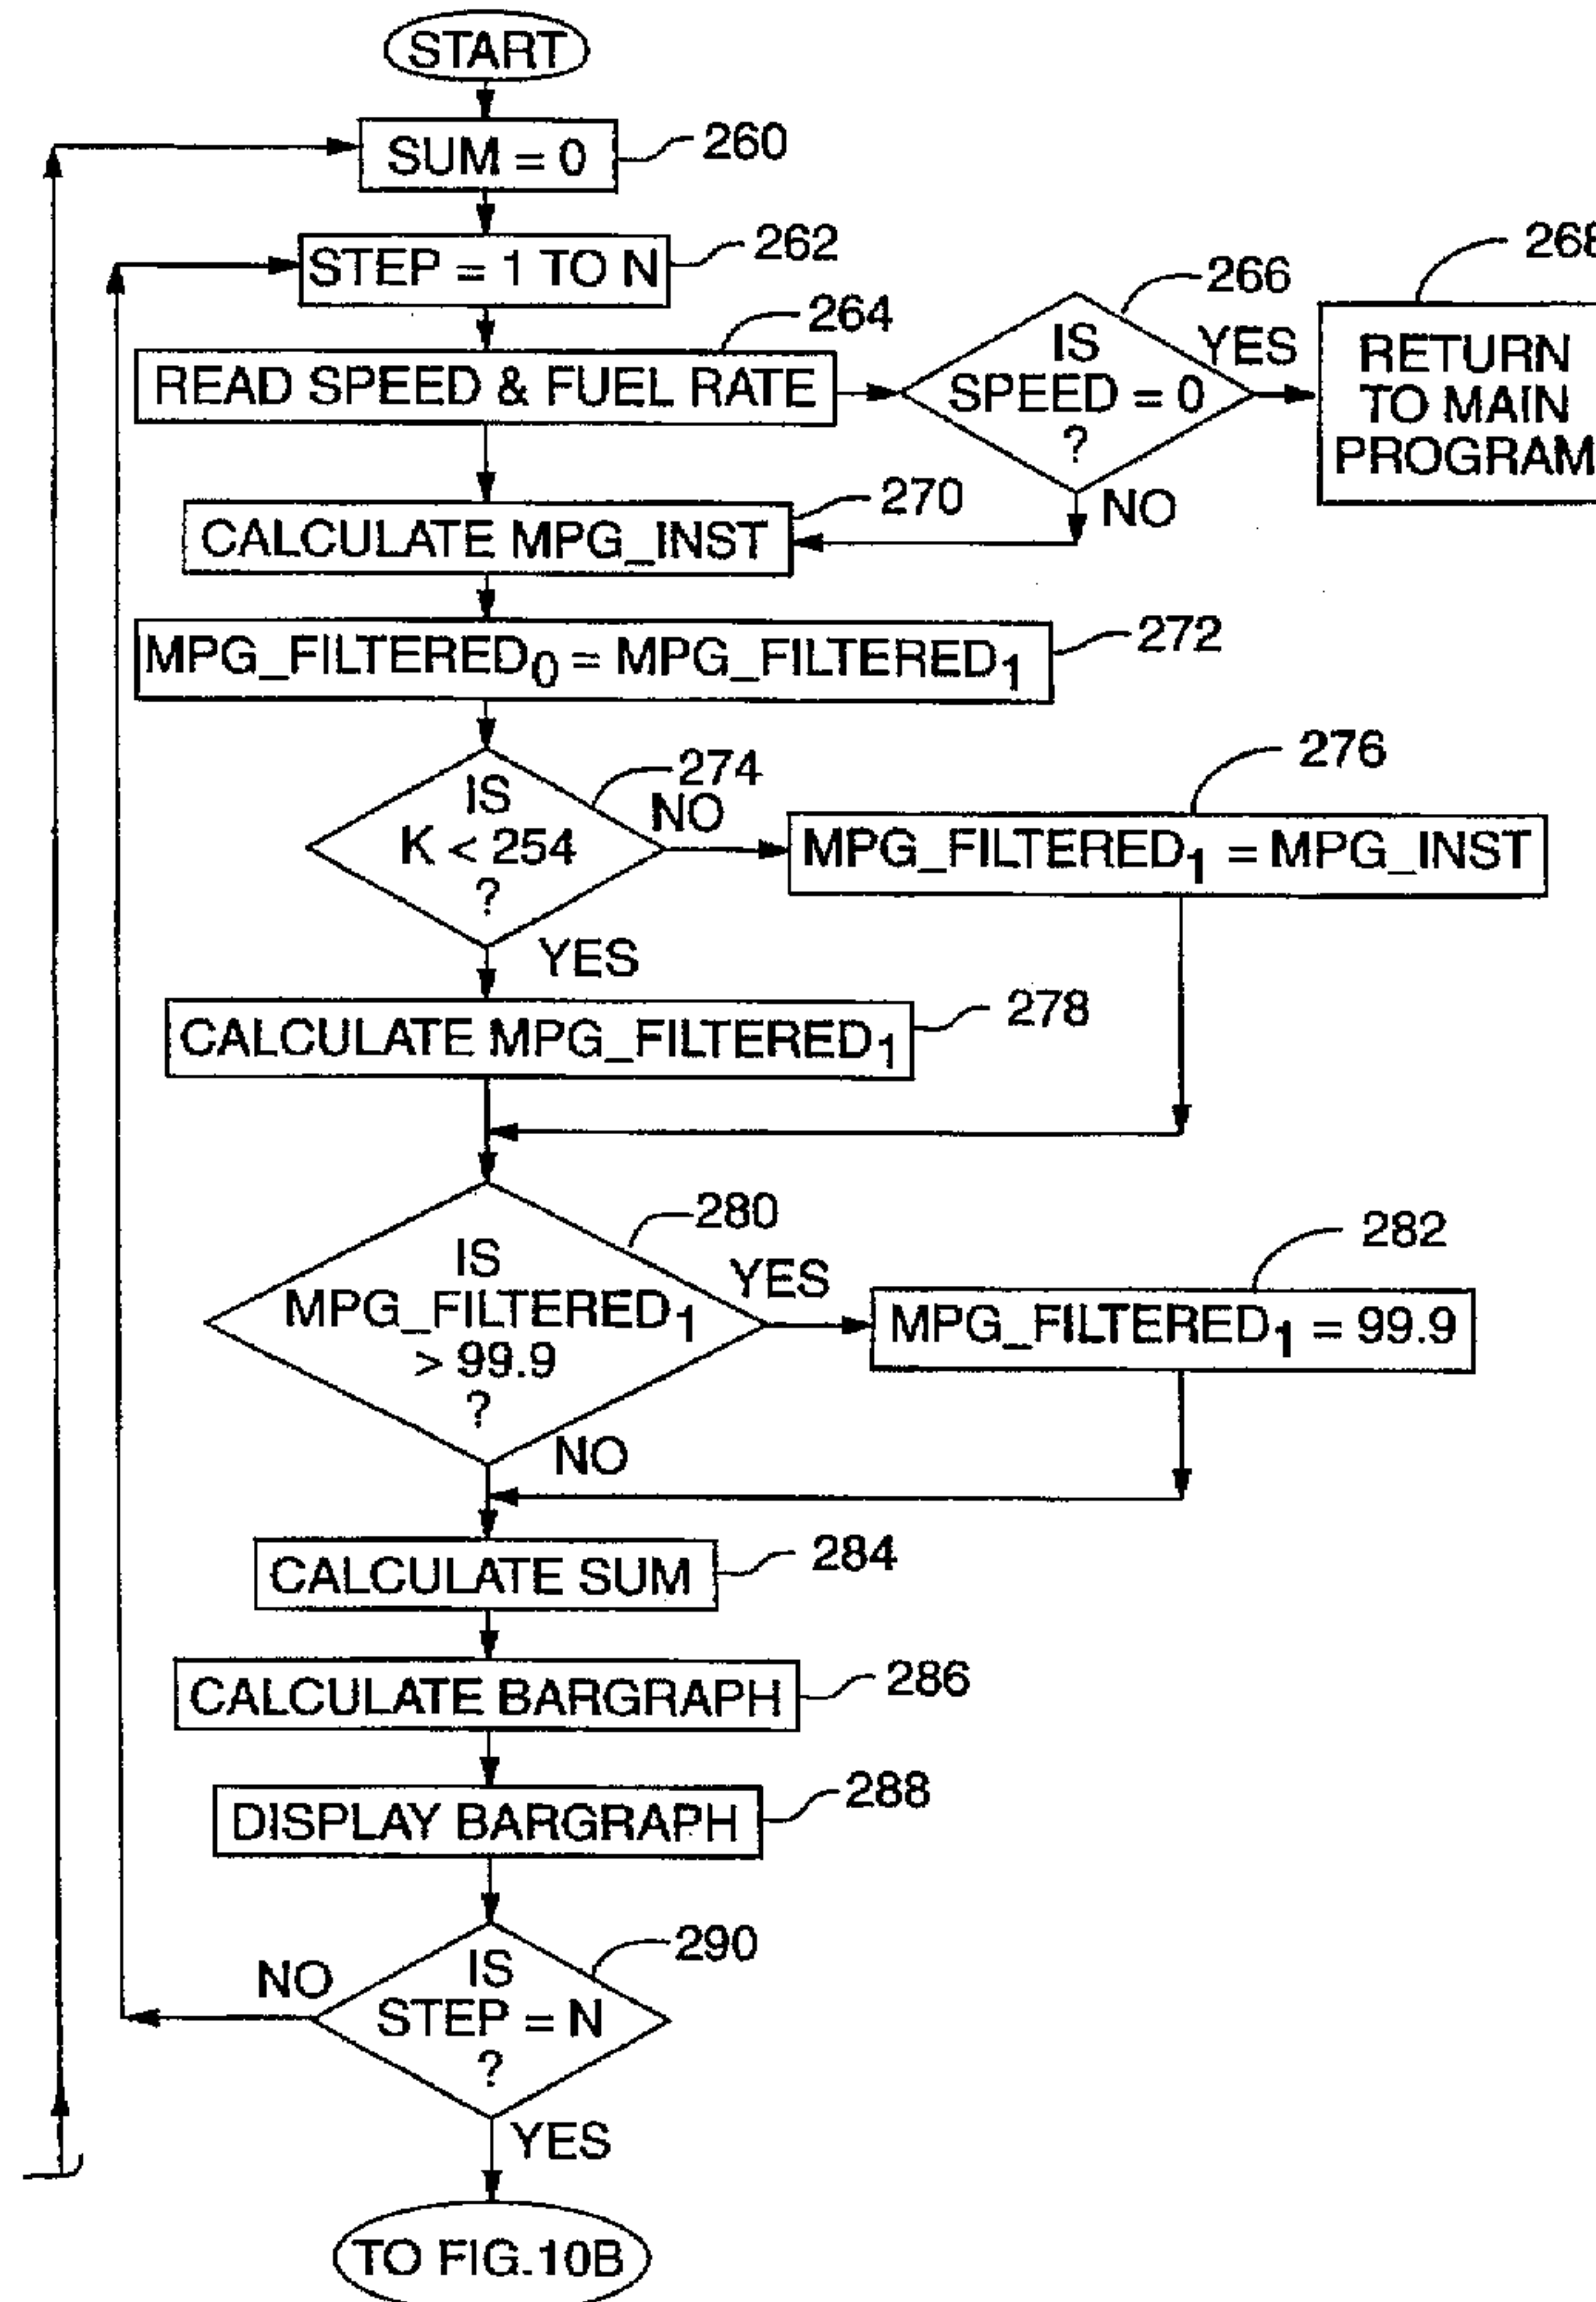 START
SUM = 0
260
STEP = 1 TO N
262
READ SPEED & FUEL RATE
264
IS
SPEED = 0
?
266
YES
NO
RETURN
TO MAIN
PROGRAM
268
CALCULATE MPG_INST
270
MPG_FILTERED0 = MPG_FILTERED1
272
IS
K < 254
?
274
NO
YES
MPG_FILTERED1 = MPG_INST
276
CALCULATE MPG_FILTERED1
278
IS
MPG_FILTERED1
> 99.9
?
280
YES
NO
MPG_FILTERED1 = 99.9
282
CALCULATE SUM
284
CALCULATE BARGRAPH
286
DISPLAY BARGRAPH
288
IS
STEP = N
?
290
NO
YES
TO FIG.10B